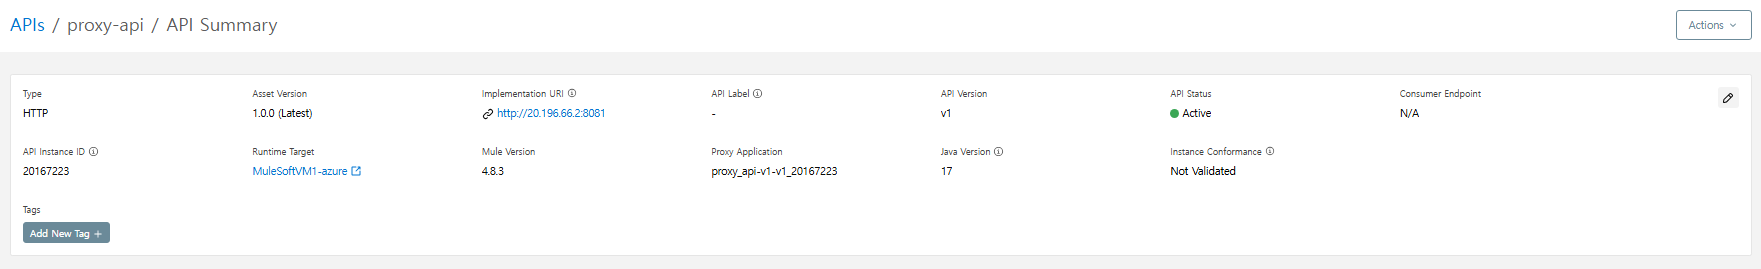 APIs / proxy-api / API Summary
Actions
Type Asset Version Implementation URI API Label API Version API Status Consumer Endpoint
HTTP 1.0.0 (Latest) http://20.196.66.2:8081 - v1 Active N/A
API Instance ID Runtime Target Mule Version Proxy Application Java Version Instance Conformance
20167223 MuleSoftVM1-azure 4.8.3 proxy_api-v1-v1_20167223 17 Not Validated
Tags
Add New Tag +